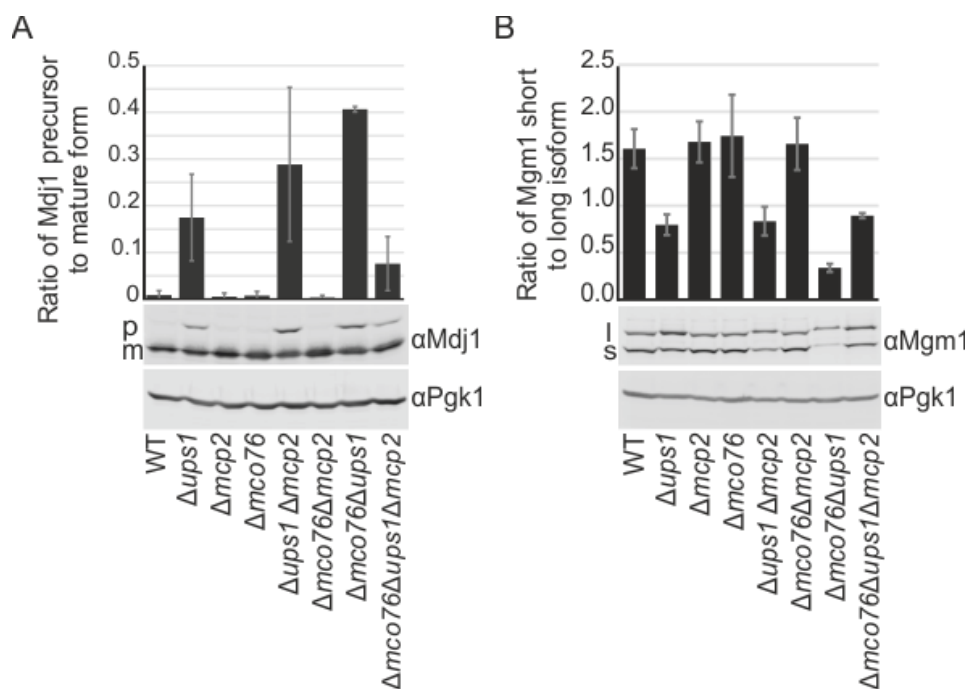 A
Ratio of Mdj1 precursor
to mature form
0.5
0.4
0.3
0.2
0.1
0
p
m
αMdj1
αPgk1
WT
Δups1
Δmcp2
Δmco76
Δups1 Δmcp2
Δmco76Δmcp2
Δmco76Δups1
Δmco76Δups1Δmcp2
B
Ratio of Mgm1 short
to long isoform
2.5
2.0
1.5
1.0
0.5
0.0
l
s
αMgm1
αPgk1
WT
Δups1
Δmcp2
Δmco76
Δups1 Δmcp2
Δmco76Δmcp2
Δmco76Δups1
Δmco76Δups1Δmcp2